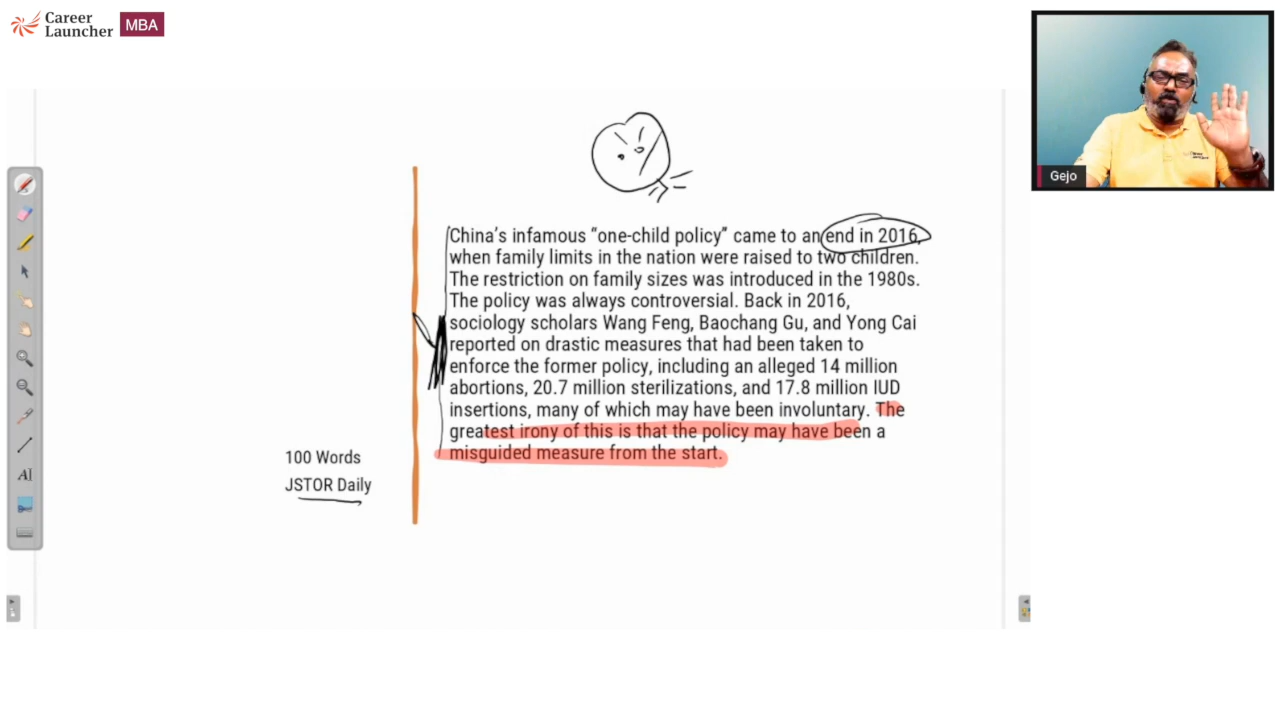 Career
Launcher
MBA
Gejo
China's infamous “one-child policy” came to an end in 2016,
when family limits in the nation were raised to two children.
The restriction on family sizes was introduced in the 1980s.
The policy was always controversial. Back in 2016,
sociology scholars Wang Feng, Baochang Gu, and Yong Cai
reported on drastic measures that had been taken to
enforce the former policy, including an alleged 14 million
abortions, 20.7 million sterilizations, and 17.8 million IUD
insertions, many of which may have been involuntary. The
greatest irony of this is that the policy may have been a
misguided measure from the start.
100 Words
JSTOR Daily